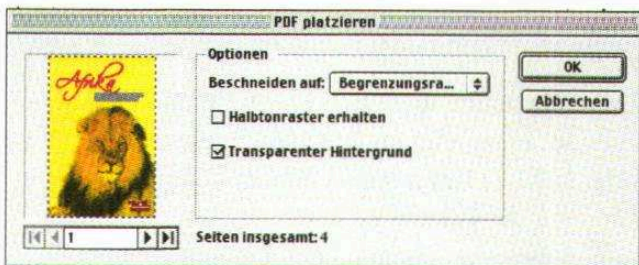 PDF platzieren
Afrika
Optionen
Beschneiden auf: Begrenzungsra...
Halbtonraster erhalten
Transparenter Hintergrund
OK
Abbrechen
1
Seiten insgesamt: 4